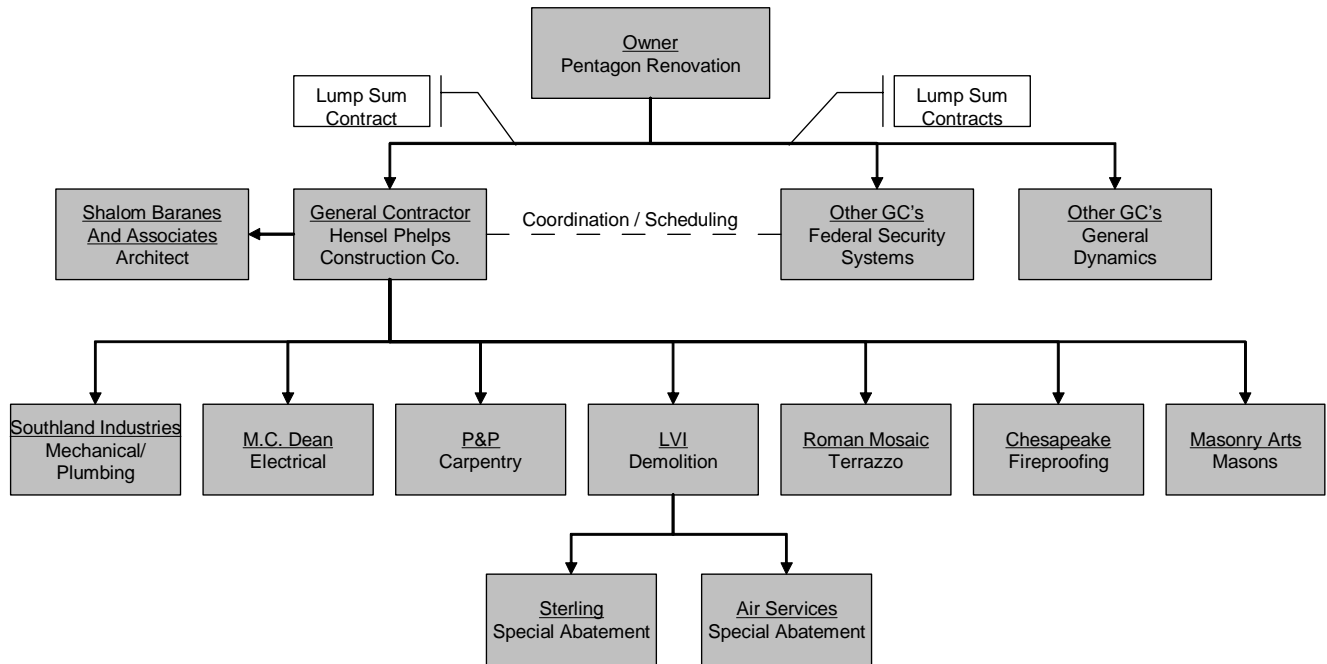 Owner
Pentagon Renovation
Lump Sum
Contract
Lump Sum
Contracts
Shalom Baranes
And Associates
Architect
General Contractor
Hensel Phelps
Construction Co.
Coordination / Scheduling
Other GC's
Federal Security
Systems
Other GC's
General
Dynamics
Southland Industries
Mechanical/
Plumbing
M.C. Dean
Electrical
P&P
Carpentry
LVI
Demolition
Roman Mosaic
Terrazzo
Chesapeake
Fireproofing
Masonry Arts
Masons
Sterling
Special Abatement
Air Services
Special Abatement